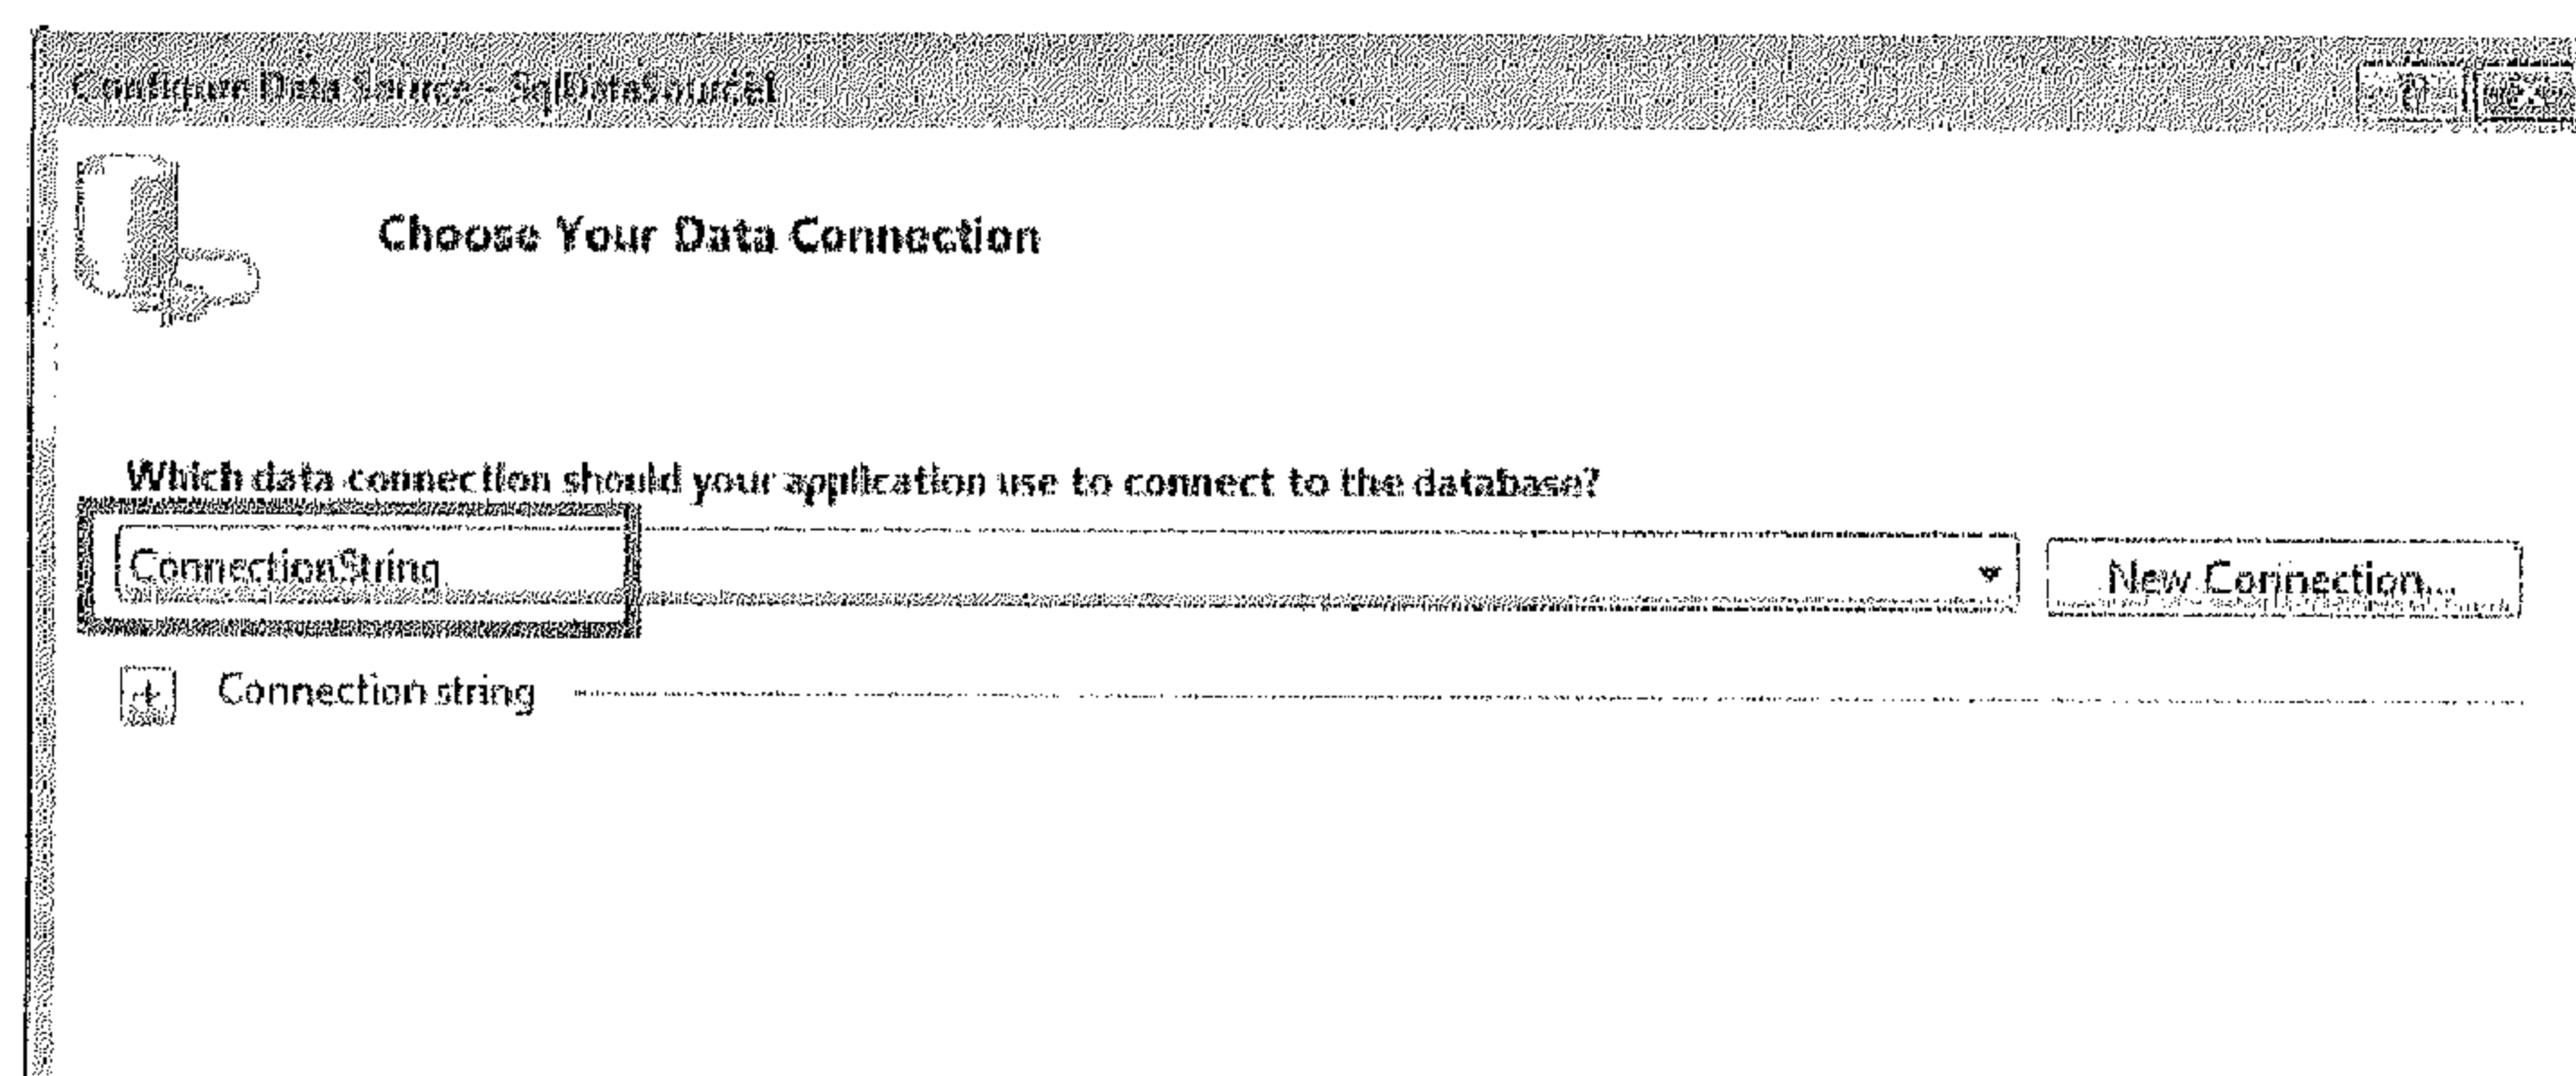 Configure Data Source - SqlDataSource1
Choose Your Data Connection
Which data connection should your application use to connect to the database?
ConnectionString
New Connection...
+ Connection string